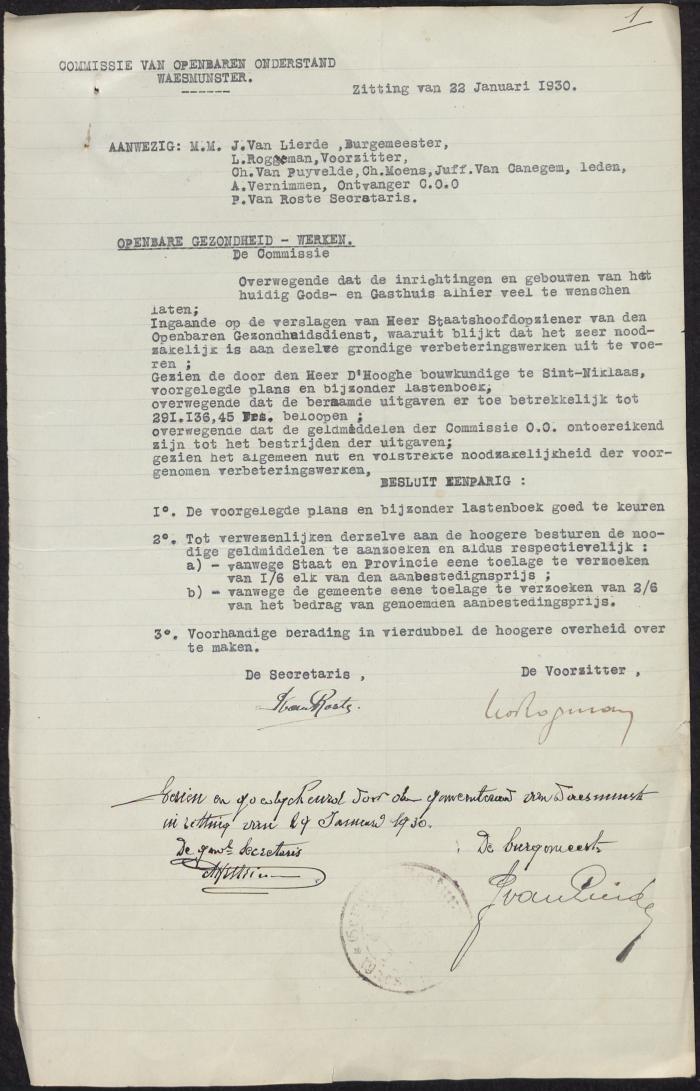 1
COMMISSIE VAN OPENBAREN ONDERSTAND
WAESMUNSTER.
Zitting van 22 Januari 1930.
AANWEZIG: M.M. J.Van Lierde ,Burgemeester,
L.Roggeman,Voorzitter,
Ch.Van Puyvelde,Ch.Moens,Juff.Van Canegem, leden,
A.Vernimmen, Ontvanger C.O.O
P.Van Roste Secretaris.
OPENBARE GEZONDHEID - WERKEN.
De Commissie
Overwegende dat de inrichtingen en gebouwen van het
huidig Gods- en Gasthuis alhier veel te wenschen
laten;
Ingaande op de verslagen van Heer Staatshoofdopziener van den
Openbaren Gezondheidsdienst, waaruit blijkt dat het zeer nood-
zakelijk is aan dezelve grondige verbeteringswerken uit te voe-
ren ;
Gezien de door den Heer D'Hooghe bouwkundige te Sint-Niklaas,
voorgelegde plans en bijzonder lastenboek;
overwegende dat de beraamde uitgaven er toe betrekkelijk tot
29I.I36,45 Frs. beloopen ;
overwegende dat de geldmiddelen der Commissie O.O. ontoereikend
zijn tot het bestrijden der uitgaven;
gezien het algemeen nut en volstrekte noodzakelijkheid der voor-
genomen verbeteringswerken,
BESLUIT EENPARIG :
I°. De voorgelegde plans en bijzonder lastenboek goed te keuren
2°. Tot verwezenlijken derzelve aan de hoogere besturen de noo-
dige geldmiddelen te aanzoeken en aldus respectievelijk :
a) - vanwege Staat en Provincie eene toelage te verzoeken
van I/6 elk van den aanbestedignsprijs ;
b) - vanwege de gemeente eene toelage te verzoeken van 2/6
van het bedrag van genoemden aanbestedingsprijs.
3°. Voorhandige berading in vierdubbel de hoogere overheid over
te maken.
De Secretaris , De Voorzitter ,
PVan Roste
Gezien en goedgekeurd door den gemeenteraad van Waesmunster
in zitting van 29 Januari 1930.
De gemte Secretaris De burgemeester
JVan Lierde